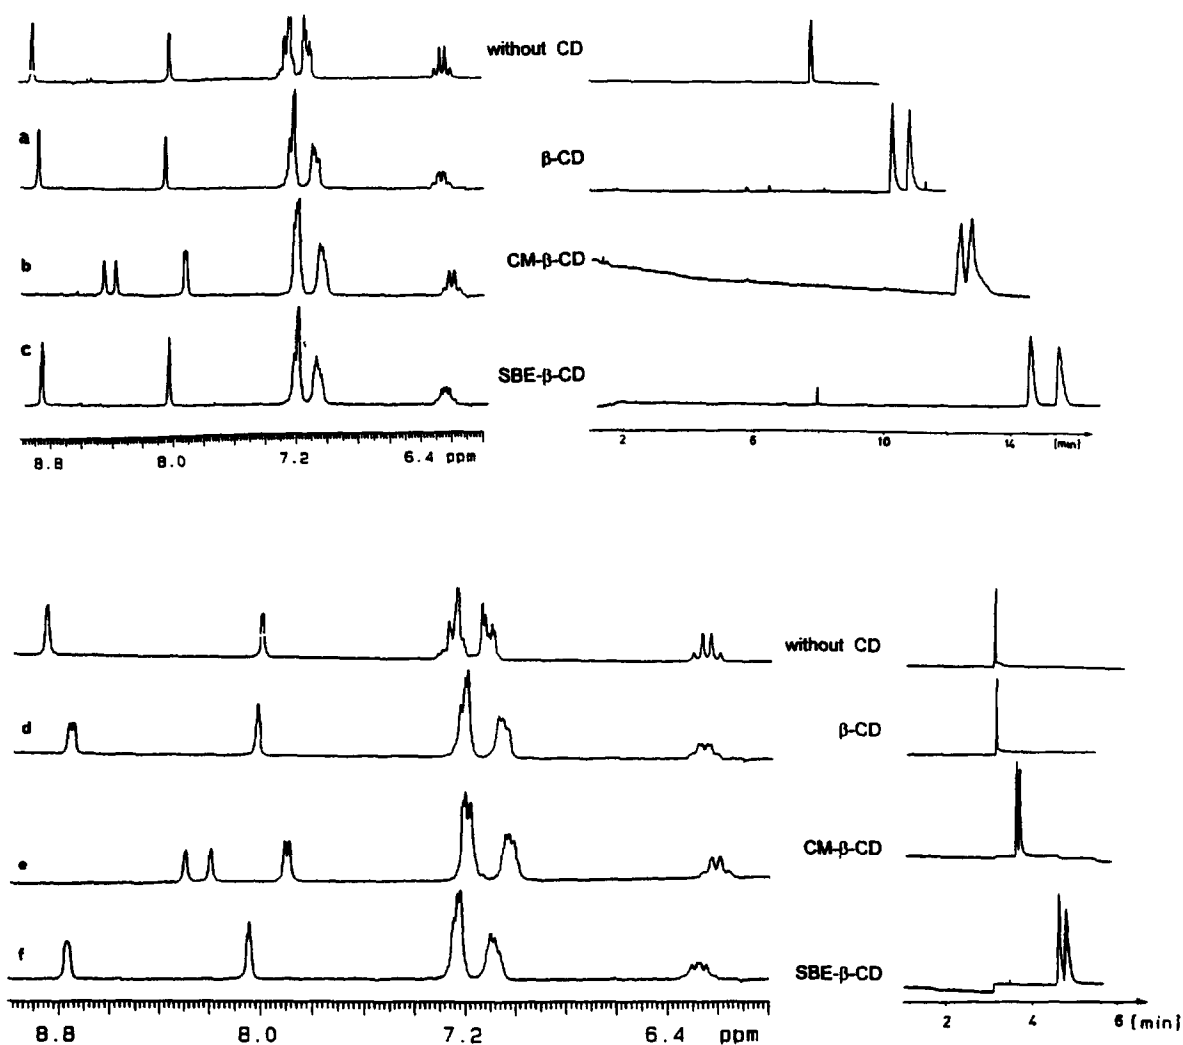 without CD
a
β-CD
b
CM-β-CD
c
SBE-β-CD
8.8 8.0 7.2 6.4 ppm
2 6 10 14 [min]
without CD
d
β-CD
e
CM-β-CD
f
SBE-β-CD
8.8 8.0 7.2 6.4 ppm
2 4 6 [min]